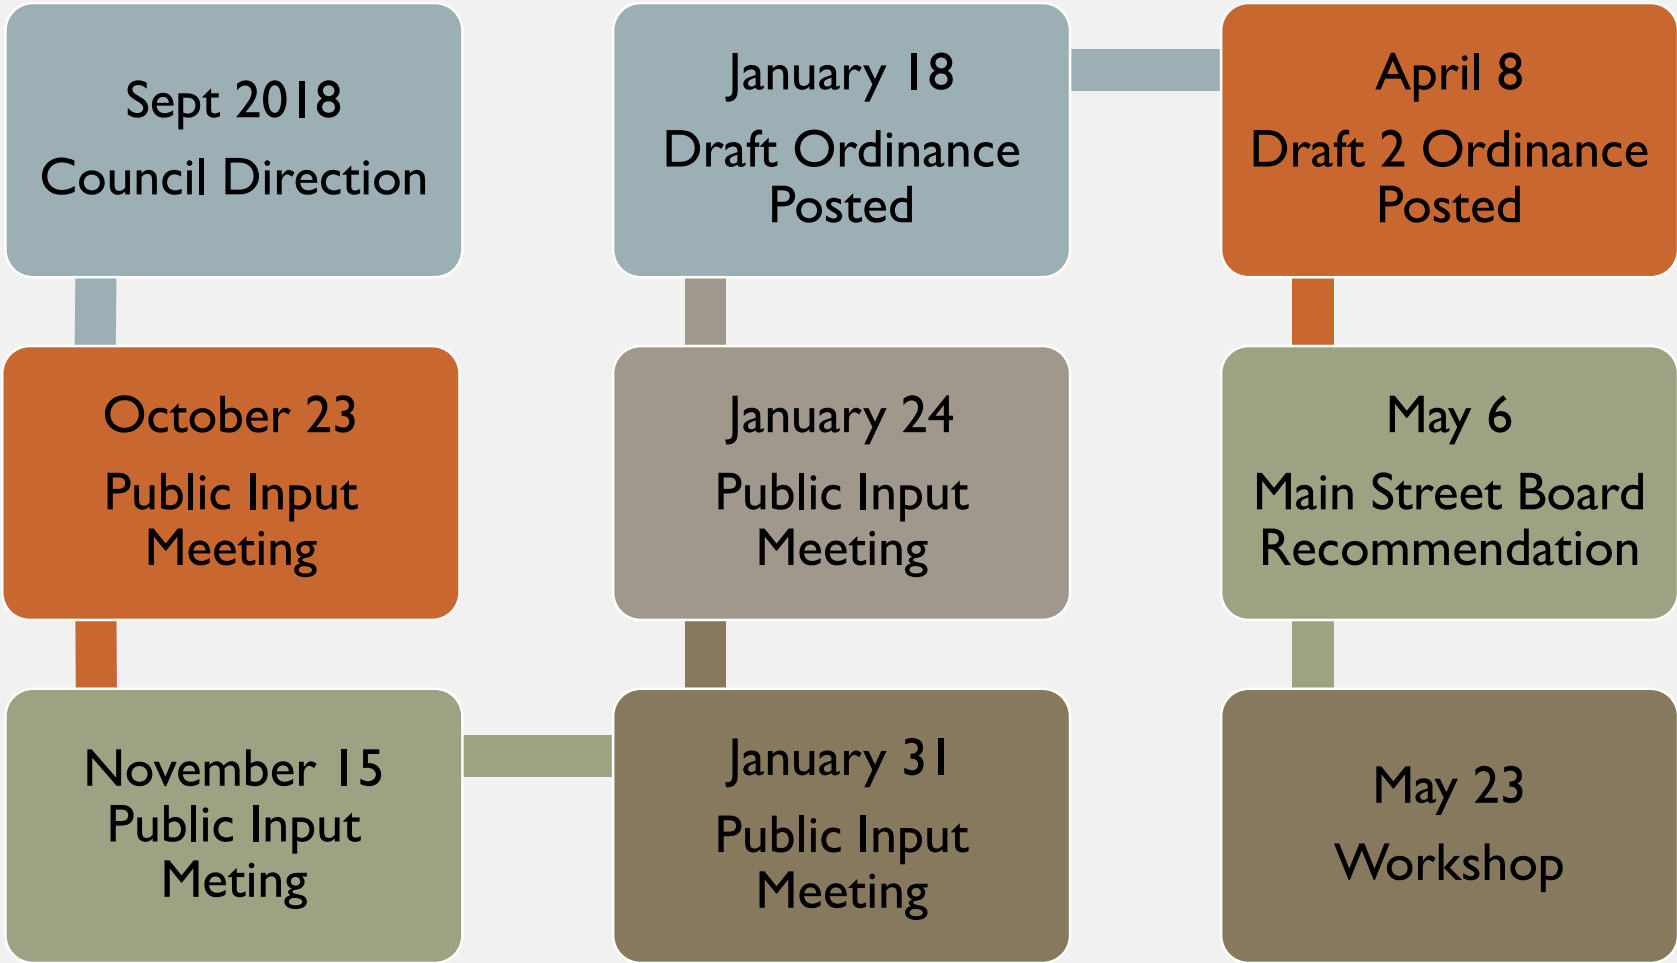 Sept 2018
Council Direction
October 23
Public Input
Meeting
November 15
Public Input
Meting
January 18
Draft Ordinance
Posted
January 24
Public Input
Meeting
January 31
Public Input
Meeting
April 8
Draft 2 Ordinance
Posted
May 6
Main Street Board
Recommendation
May 23
Workshop